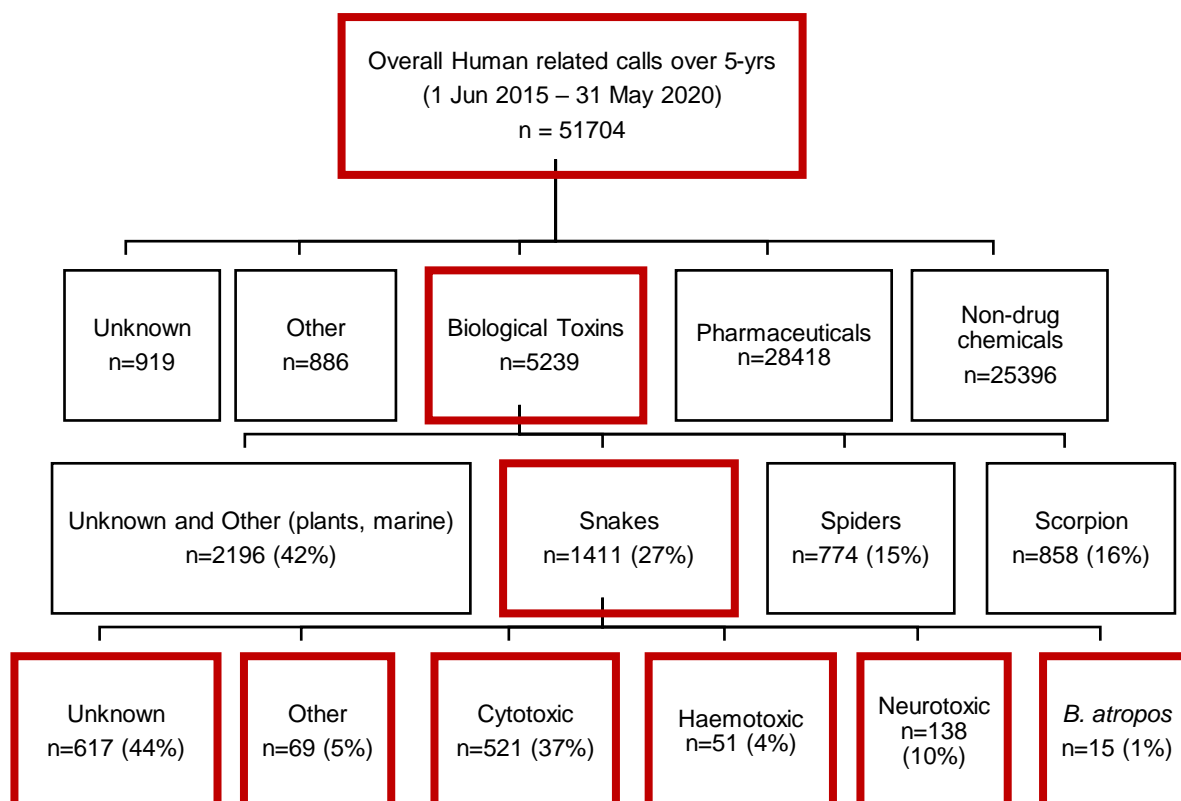 Overall Human related calls over 5-yrs
(1 Jun 2015 – 31 May 2020)
n = 51704
Unknown
n=919
Other
n=886
Biological Toxins
n=5239
Pharmaceuticals
n=28418
Non-drug
chemicals
n=25396
Unknown and Other (plants, marine)
n=2196 (42%)
Snakes
n=1411 (27%)
Spiders
n=774 (15%)
Scorpion
n=858 (16%)
Unknown
n=617 (44%)
Other
n=69 (5%)
Cytotoxic
n=521 (37%)
Haemotoxic
n=51 (4%)
Neurotoxic
n=138
(10%)
B. atropos
n=15 (1%)